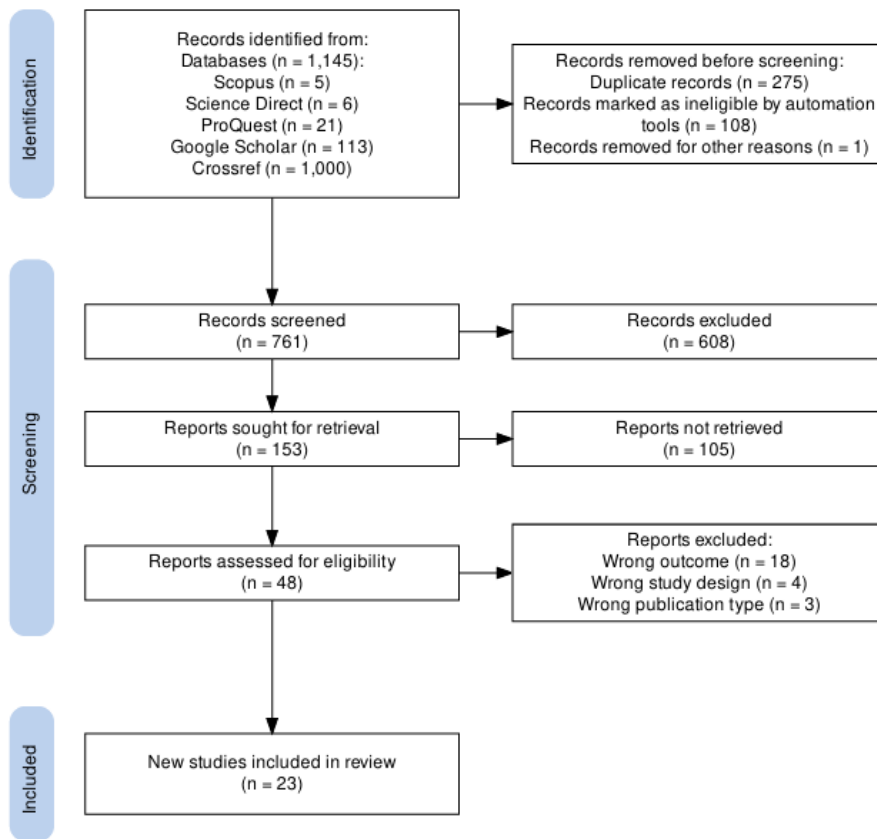 Identification
Records identified from:
Databases (n = 1,145):
Scopus (n = 5)
Science Direct (n = 6)
ProQuest (n = 21)
Google Scholar (n = 113)
Crossref (n = 1,000)
Records removed before screening:
Duplicate records (n = 275)
Records marked as ineligible by automation
tools (n = 108)
Records removed for other reasons (n = 1)
Screening
Records screened
(n = 761)
Records excluded
(n = 608)
Reports sought for retrieval
(n = 153)
Reports not retrieved
(n = 105)
Reports assessed for eligibility
(n = 48)
Reports excluded:
Wrong outcome (n = 18)
Wrong study design (n = 4)
Wrong publication type (n = 3)
Included
New studies included in review
(n = 23)